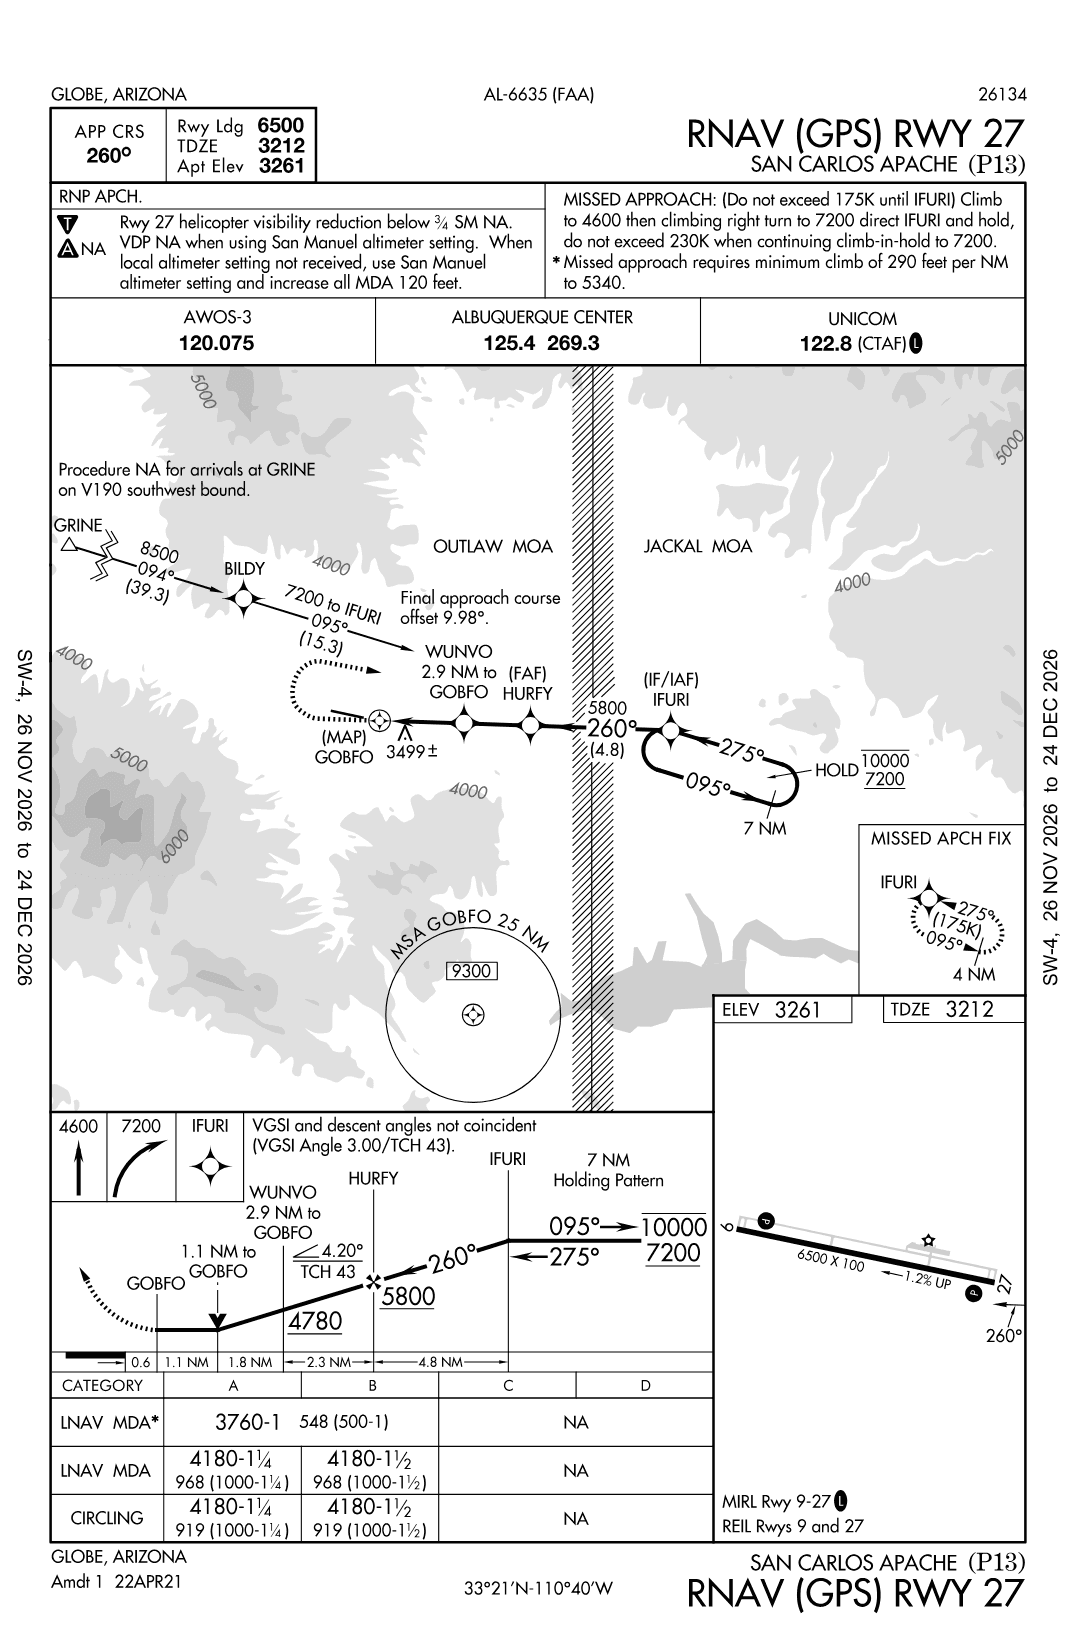 GLOBE, ARIZONA
AL-6635 (FAA)
26134
APP CRS
260°
Rwy Ldg 6500
TDZE 3212
Apt Elev 3261
RNAV (GPS) RWY 27
SAN CARLOS APACHE (P13)
RNP APCH.
T
A NA
Rwy 27 helicopter visibility reduction below ¾ SM NA.
VDP NA when using San Manuel altimeter setting. When
local altimeter setting not received, use San Manuel
altimeter setting and increase all MDA 120 feet.
MISSED APPROACH: (Do not exceed 175K until IFURI) Climb
to 4600 then climbing right turn to 7200 direct IFURI and hold,
do not exceed 230K when continuing climb-in-hold to 7200.
* Missed approach requires minimum climb of 290 feet per NM
to 5340.
AWOS-3
120.075
ALBUQUERQUE CENTER
125.4 269.3
UNICOM
122.8 (CTAF) L
5000
5000
Procedure NA for arrivals at GRINE
on V190 southwest bound.
GRINE
8500
094°
(39.3)
BILDY
4000
OUTLAW MOA
JACKAL MOA
4000
7200 to IFURI
095°
(15.3)
Final approach course
offset 9.98°.
4000
WUNVO
2.9 NM to
GOBFO
(FAF)
HURFY
(IF/IAF)
IFURI
5800
260°
(4.8)
(MAP)
GOBFO
3499±
275°
095°
HOLD
10000
7200
7 NM
5000
4000
6000
MISSED APCH FIX
IFURI
275°
(175K)
095°
4 NM
MSA GOBFO 25 NM
9300
SW-4, 26 NOV 2026 to 24 DEC 2026
SW-4, 26 NOV 2026 to 24 DEC 2026
ELEV 3261
TDZE 3212
4600
7200
IFURI
VGSI and descent angles not coincident
(VGSI Angle 3.00/TCH 43).
WUNVO
2.9 NM to
GOBFO
HURFY
IFURI
7 NM
Holding Pattern
1.1 NM to
GOBFO
GOBFO
4.20°
TCH 43
260°
095°
275°
10000
7200
5800
4780
0.6
1.1 NM
1.8 NM
2.3 NM
4.8 NM
9
P
6500 X 100
1.2% UP
P
27
260°
CATEGORY A B C D
LNAV MDA* 3760-1 548 (500-1) NA
LNAV MDA 4180-1¼ 4180-1½ NA
968 (1000-1¼) 968 (1000-1½)
CIRCLING 4180-1¼ 4180-1½ NA
919 (1000-1¼) 919 (1000-1½)
MIRL Rwy 9-27 L
REIL Rwys 9 and 27
GLOBE, ARIZONA
Amdt 1 22APR21
33°21'N-110°40'W
SAN CARLOS APACHE (P13)
RNAV (GPS) RWY 27